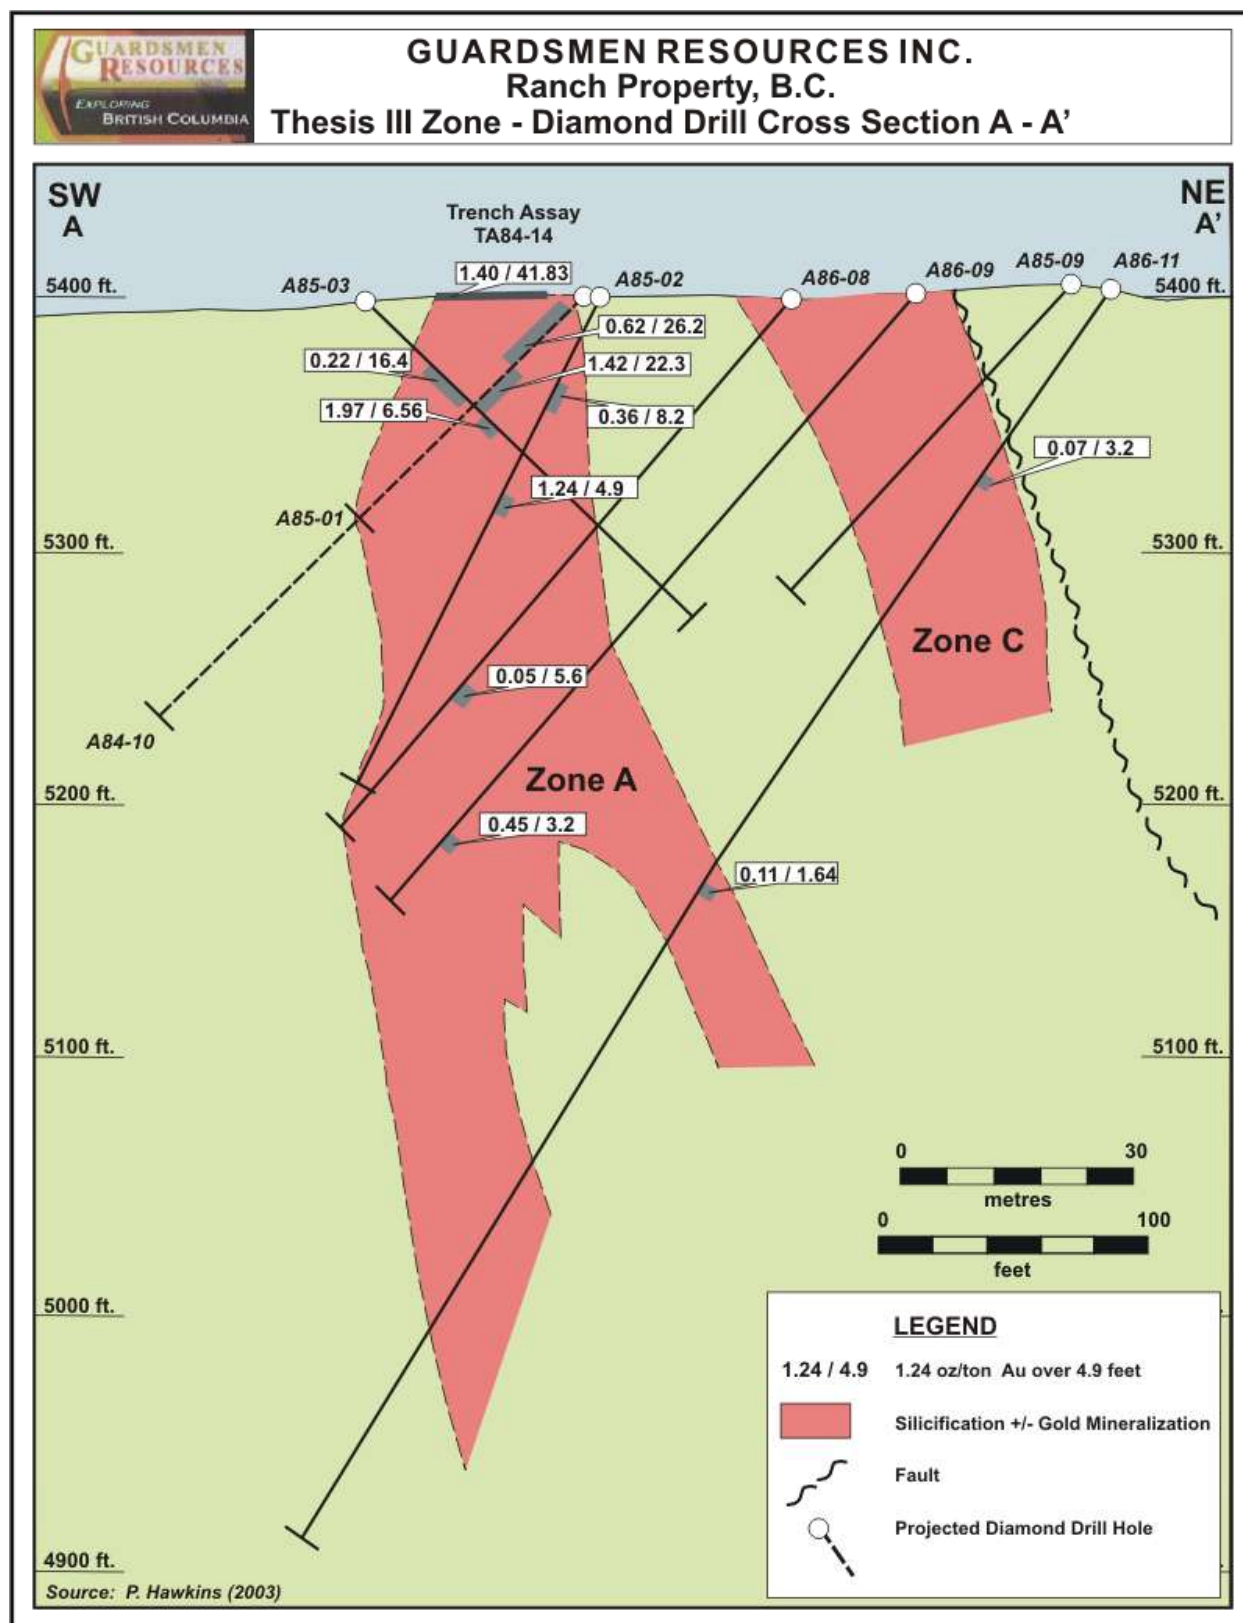 GUARDSMEN
RESOURCES
EXPLORING
BRITISH COLUMBIA
GUARDSMEN RESOURCES INC.
Ranch Property, B.C.
Thesis III Zone - Diamond Drill Cross Section A - A’
SW
A
NE
A’
Trench Assay
TA84-14
1.40 / 41.83
A85-03
A85-02
A86-08
A86-09
A85-09
A86-11
5400 ft.
5400 ft.
0.62 / 26.2
0.22 / 16.4
1.42 / 22.3
1.97 / 6.56
0.36 / 8.2
0.07 / 3.2
1.24 / 4.9
A85-01
5300 ft.
5300 ft.
Zone C
0.05 / 5.6
A84-10
Zone A
5200 ft.
5200 ft.
0.45 / 3.2
0.11 / 1.64
5100 ft.
5100 ft.
0 30
metres
0 100
feet
5000 ft.
LEGEND
1.24 / 4.9 1.24 oz/ton Au over 4.9 feet
Silicification +/- Gold Mineralization
Fault
Projected Diamond Drill Hole
4900 ft.
Source: P. Hawkins (2003)